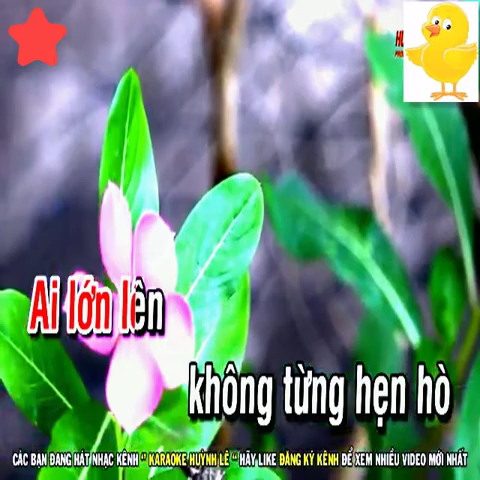 Ai lớn lên
không từng hẹn hò
CÁC BẠN ĐANG HÁT NHẠC KÊNH " KARAOKE HUỲNH LÊ " HÃY LIKE ĐĂNG KÝ KÊNH ĐỂ XEM NHIỀU VIDEO MỚI NHẤT